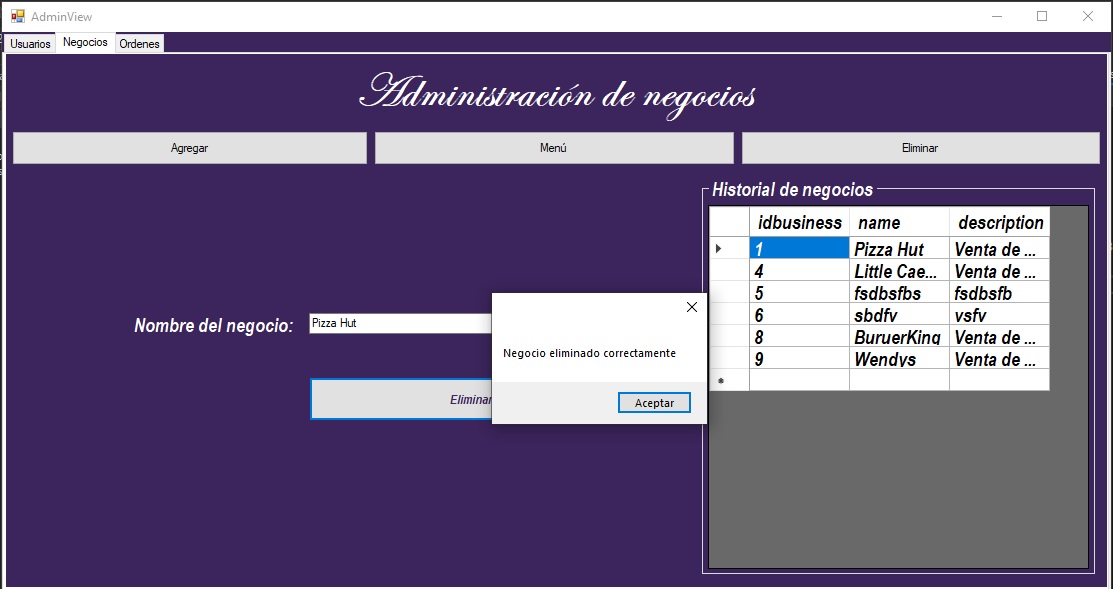 AdminView
Usuarios Negocios Ordenes
Administración de negocios
Agregar Menú Eliminar
Historial de negocios
idbusiness name description
1 Pizza Hut Venta de ...
4 Little Cae... Venta de ...
5 fsdbsfbs fsdbsfb
6 sbdfv vsfv
8 BuruerKing Venta de ...
9 Wendys Venta de ...
Nombre del negocio: Pizza Hut
Eliminar
Negocio eliminado correctamente
Aceptar